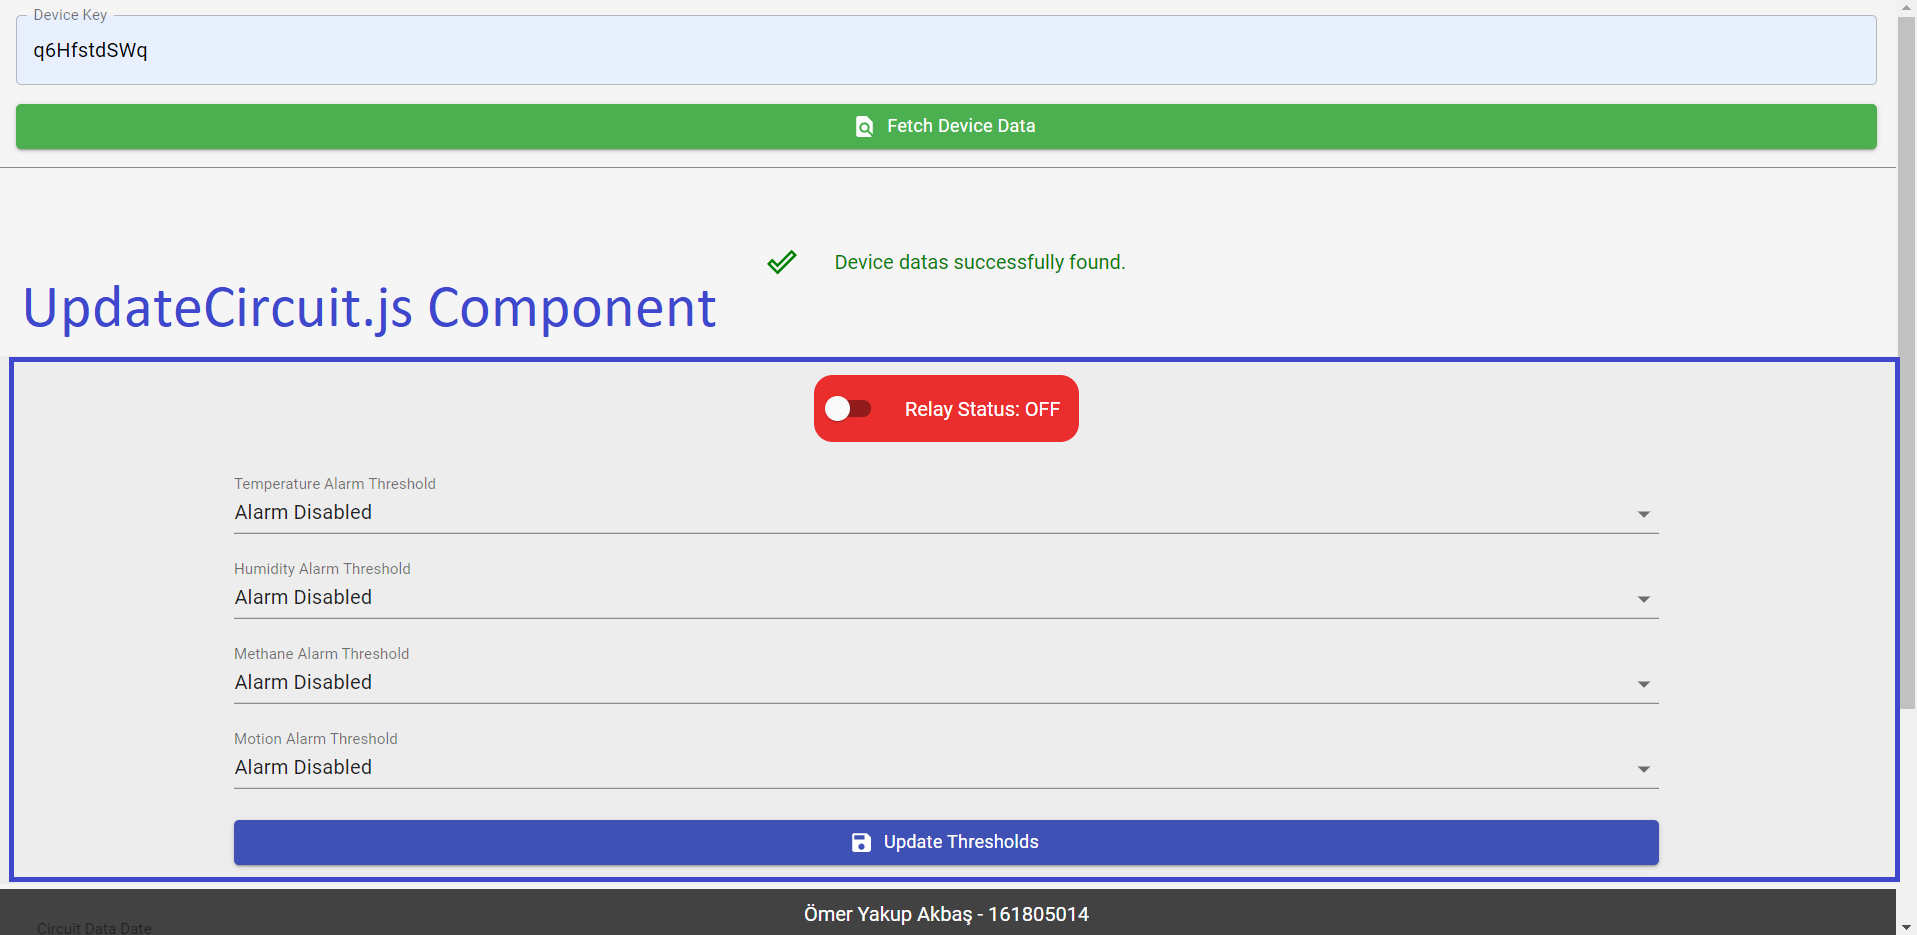 Device Key
q6HfstdSWq
Fetch Device Data
Device datas successfully found.
UpdateCircuit.js Component
Relay Status: OFF
Temperature Alarm Threshold
Alarm Disabled
Humidity Alarm Threshold
Alarm Disabled
Methane Alarm Threshold
Alarm Disabled
Motion Alarm Threshold
Alarm Disabled
Update Thresholds
Ömer Yakup Akbaş - 161805014
Circuit Data Date